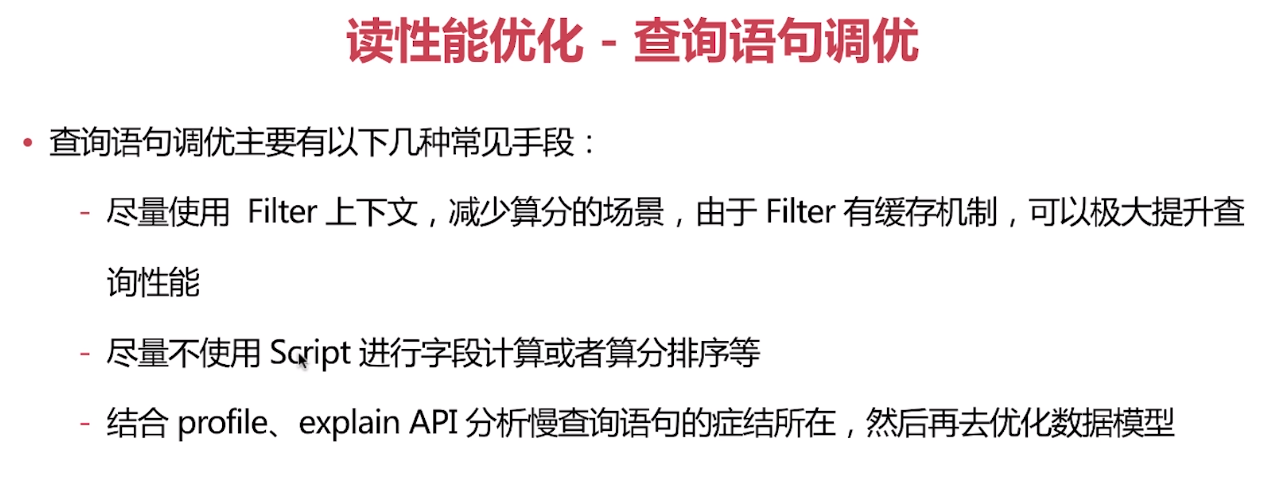 读性能优化 - 查询语句调优
• 查询语句调优主要有以下几种常见手段：
- 尽量使用 Filter 上下文，减少算分的场景，由于 Filter 有缓存机制，可以极大提升查
询性能
- 尽量不使用 Script 进行字段计算或者算分排序等
- 结合 profile、explain API 分析慢查询语句的症结所在，然后再去优化数据模型